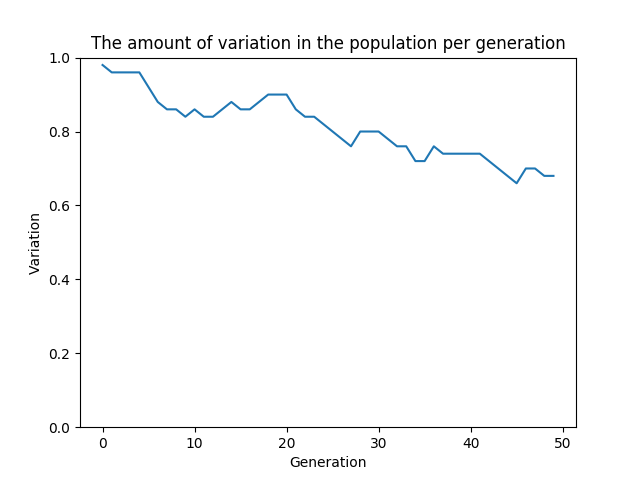 The amount of variation in the population per generation
1.0
0.8
0.6
0.4
0.2
0.0
Variation
0 10 20 30 40 50
Generation